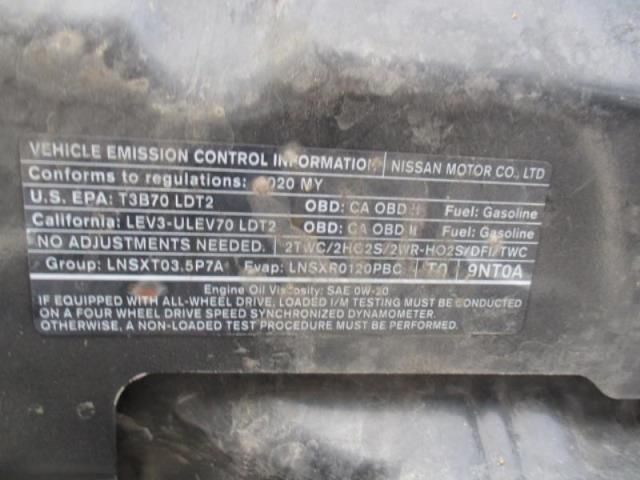 VEHICLE EMISSION CONTROL INFORMATION NISSAN MOTOR CO., LTD
Conforms to regulations: 2020 MY
U.S. EPA: T3B70 LDT2 OBD: CA OBD II Fuel: Gasoline
California: LEV3-ULEV70 LDT2 OBD: CA OBD II Fuel: Gasoline
NO ADJUSTMENTS NEEDED. 2TWC/2HO2S/2WR-HO2S/DFI/TWC
Group: LNSXT03.5P7A Evap: LNSXR0120PBC T0 9NT0A
Engine Oil Viscosity: SAE 0W-20
IF EQUIPPED WITH ALL-WHEEL DRIVE, LOADED I/M TESTING MUST BE CONDUCTED
ON A FOUR WHEEL DRIVE SPEED SYNCHRONIZED DYNAMOMETER.
OTHERWISE, A NON-LOADED TEST PROCEDURE MUST BE PERFORMED.